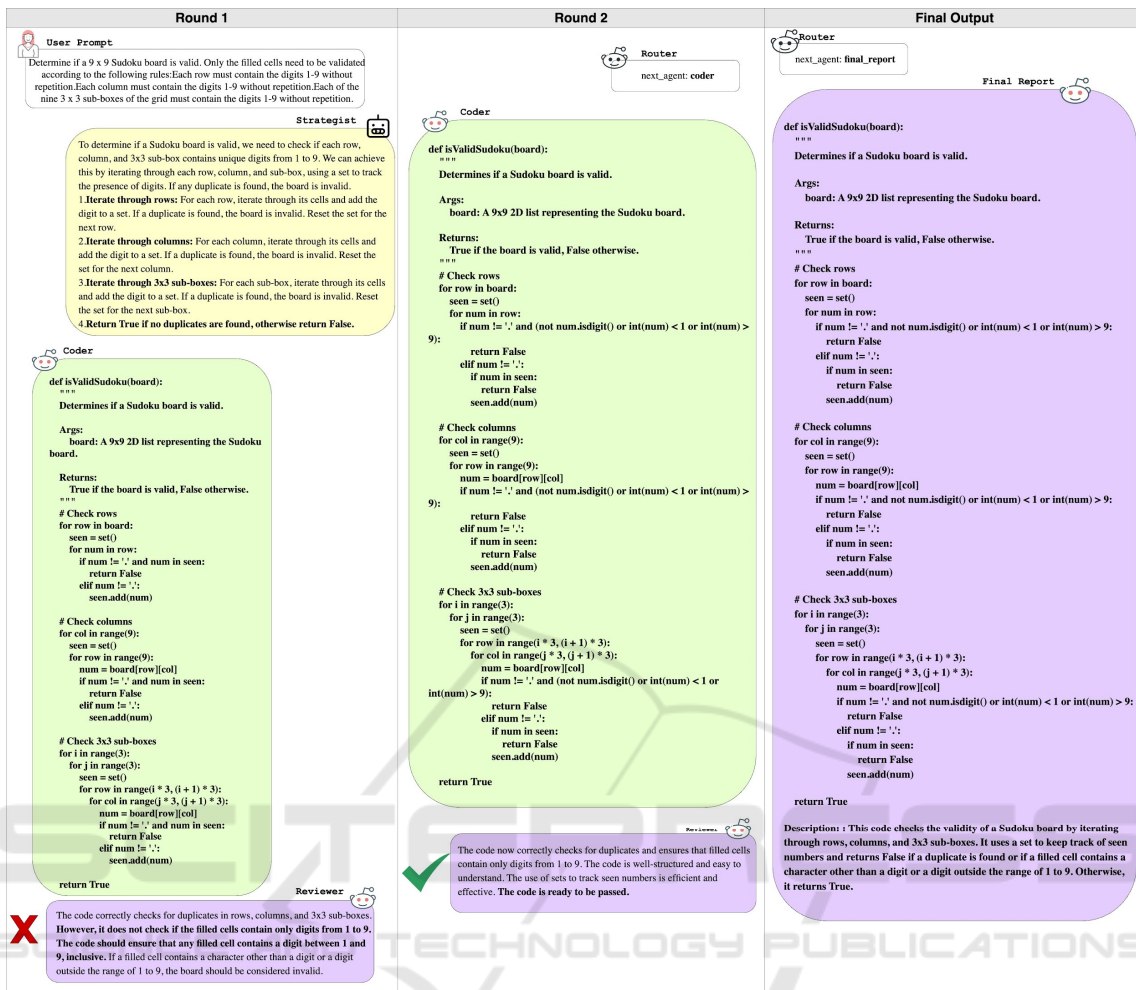 Round 1
User Prompt
Determine if a 9 x 9 Sudoku board is valid. Only the filled cells need to be validated
according to the following rules:Each row must contain the digits 1-9 without
repetition.Each column must contain the digits 1-9 without repetition.Each of the
nine 3 x 3 sub-boxes of the grid must contain the digits 1-9 without repetition.
Strategist
To determine if a Sudoku board is valid, we need to check if each row,
column, and 3x3 sub-box contains unique digits from 1 to 9. We can achieve
this by iterating through each row, column, and sub-box, using a set to track
the presence of digits. If any duplicate is found, the board is invalid.
1.Iterate through rows: For each row, iterate through its cells and add the
digit to a set. If a duplicate is found, the board is invalid. Reset the set for the
next row.
2.Iterate through columns: For each column, iterate through its cells and
add the digit to a set. If a duplicate is found, the board is invalid. Reset the
set for the next column.
3.Iterate through 3x3 sub-boxes: For each sub-box, iterate through its cells
and add the digit to a set. If a duplicate is found, the board is invalid. Reset
the set for the next sub-box.
4.Return True if no duplicates are found, otherwise return False.
Coder
def isValidSudoku(board):
"""
Determines if a Sudoku board is valid.
Args:
board: A 9x9 2D list representing the Sudoku
board.
Returns:
True if the board is valid, False otherwise.
"""
# Check rows
for row in board:
seen = set()
for num in row:
if num != '.' and num in seen:
return False
elif num != '.':
seen.add(num)
# Check columns
for col in range(9):
seen = set()
for row in range(9):
num = board[row][col]
if num != '.' and num in seen:
return False
elif num != '.':
seen.add(num)
# Check 3x3 sub-boxes
for i in range(3):
for j in range(3):
seen = set()
for row in range(i * 3, (i + 1) * 3):
for col in range(j * 3, (j + 1) * 3):
num = board[row][col]
if num != '.' and num in seen:
return False
elif num != '.':
seen.add(num)
return True
Reviewer
X
The code correctly checks for duplicates in rows, columns, and 3x3 sub-boxes.
However, it does not check if the filled cells contain only digits from 1 to 9.
The code should ensure that any filled cell contains a digit between 1 and
9, inclusive. If a filled cell contains a character other than a digit or a digit
outside the range of 1 to 9, the board should be considered invalid.
Round 2
Router
next_agent: coder
Coder
def isValidSudoku(board):
"""
Determines if a Sudoku board is valid.
Args:
board: A 9x9 2D list representing the Sudoku board.
Returns:
True if the board is valid, False otherwise.
"""
# Check rows
for row in board:
seen = set()
for num in row:
if num != '.' and (not num.isdigit() or int(num) < 1 or int(num) >
9):
return False
elif num != '.':
if num in seen:
return False
seen.add(num)
# Check columns
for col in range(9):
seen = set()
for row in range(9):
num = board[row][col]
if num != '.' and (not num.isdigit() or int(num) < 1 or int(num) >
9):
return False
elif num != '.':
if num in seen:
return False
seen.add(num)
# Check 3x3 sub-boxes
for i in range(3):
for j in range(3):
seen = set()
for row in range(i * 3, (i + 1) * 3):
for col in range(j * 3, (j + 1) * 3):
num = board[row][col]
if num != '.' and (not num.isdigit() or int(num) < 1 or
int(num) > 9):
return False
elif num != '.':
if num in seen:
return False
seen.add(num)
return True
Reviewer
The code now correctly checks for duplicates and ensures that filled cells
contain only digits from 1 to 9. The code is well-structured and easy to
understand. The use of sets to track seen numbers is efficient and
effective. The code is ready to be passed.
Final Output
Router
next_agent: final_report
Final Report
def isValidSudoku(board):
"""
Determines if a Sudoku board is valid.
Args:
board: A 9x9 2D list representing the Sudoku board.
Returns:
True if the board is valid, False otherwise.
"""
# Check rows
for row in board:
seen = set()
for num in row:
if num != '.' and not num.isdigit() or int(num) < 1 or int(num) > 9:
return False
elif num != '.':
if num in seen:
return False
seen.add(num)
# Check columns
for col in range(9):
seen = set()
for row in range(9):
num = board[row][col]
if num != '.' and not num.isdigit() or int(num) < 1 or int(num) > 9:
return False
elif num != '.':
if num in seen:
return False
seen.add(num)
# Check 3x3 sub-boxes
for i in range(3):
for j in range(3):
seen = set()
for row in range(i * 3, (i + 1) * 3):
for col in range(j * 3, (j + 1) * 3):
num = board[row][col]
if num != '.' and not num.isdigit() or int(num) < 1 or int(num) > 9:
return False
elif num != '.':
if num in seen:
return False
seen.add(num)
return True
Description: : This code checks the validity of a Sudoku board by iterating
through rows, columns, and 3x3 sub-boxes. It uses a set to keep track of seen
numbers and returns False if a duplicate is found or if a filled cell contains a
character other than a digit or a digit outside the range of 1 to 9. Otherwise,
it returns True.